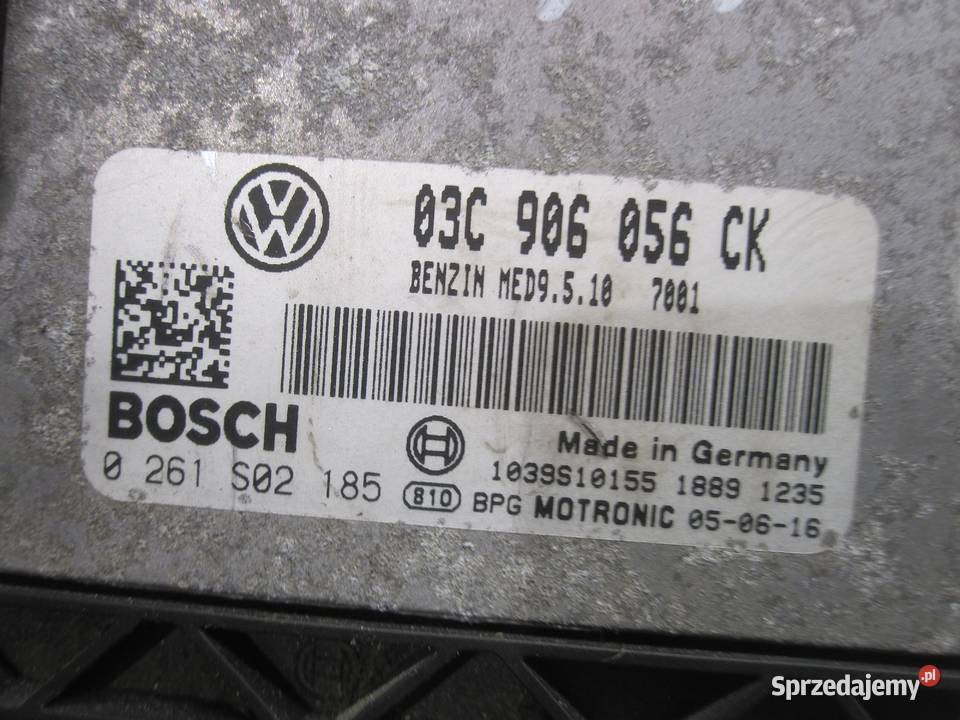 03C 906 056 CK
BENZIN MED9.5.10 7001
BOSCH
0 261 S02 185
Made in Germany
1039S10155 1889 1235
810 BPG MOTRONIC 05-06-16
Sprzedajemy.pl